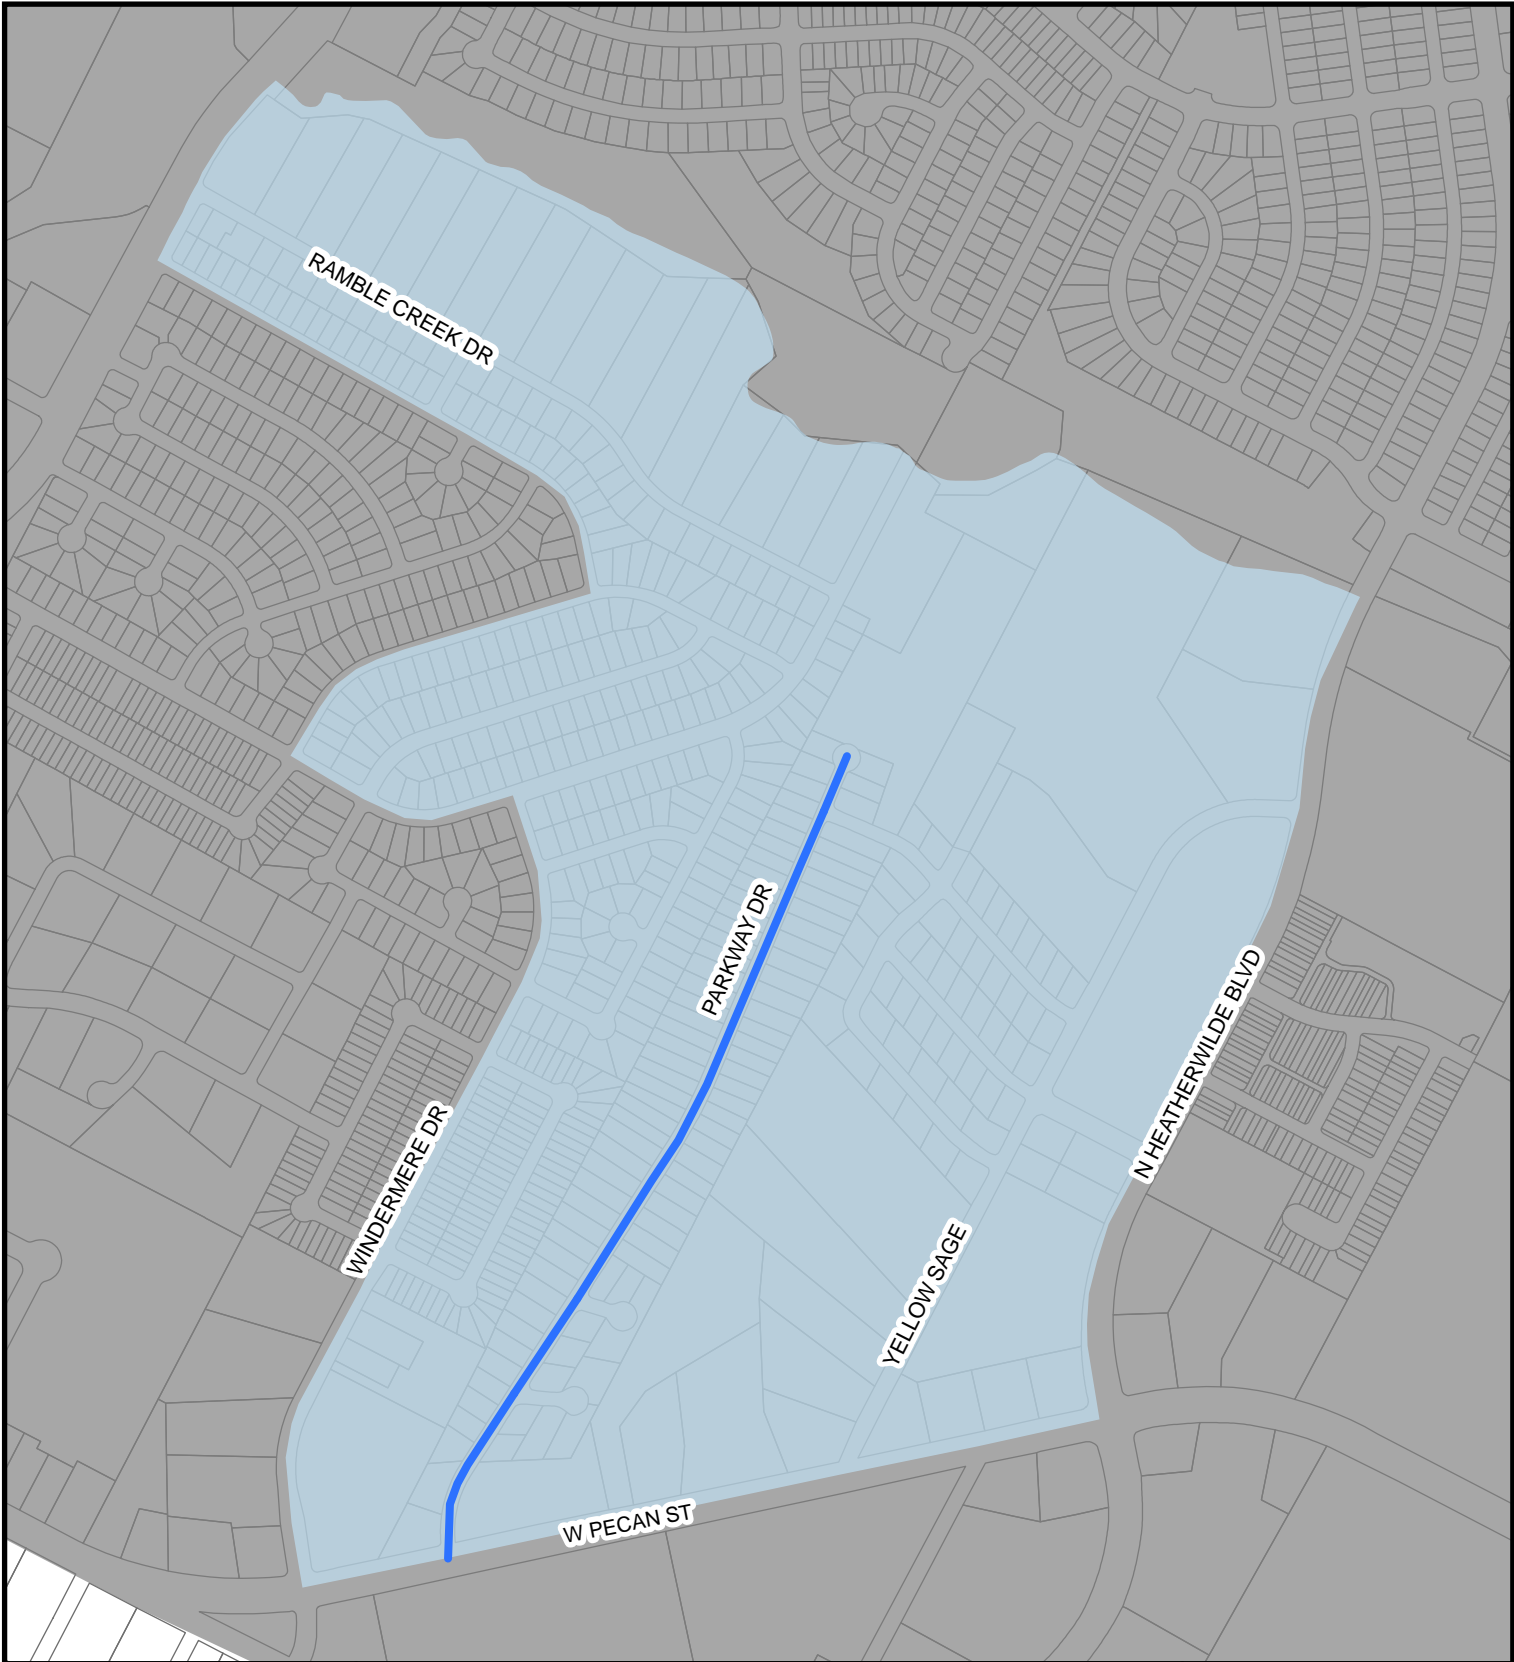 RAMBLE CREEK DR
PARKWAY DR
N HEATHERWILDE BLVD
WINDERMERE DR
YELLOW SAGE
W PECAN ST